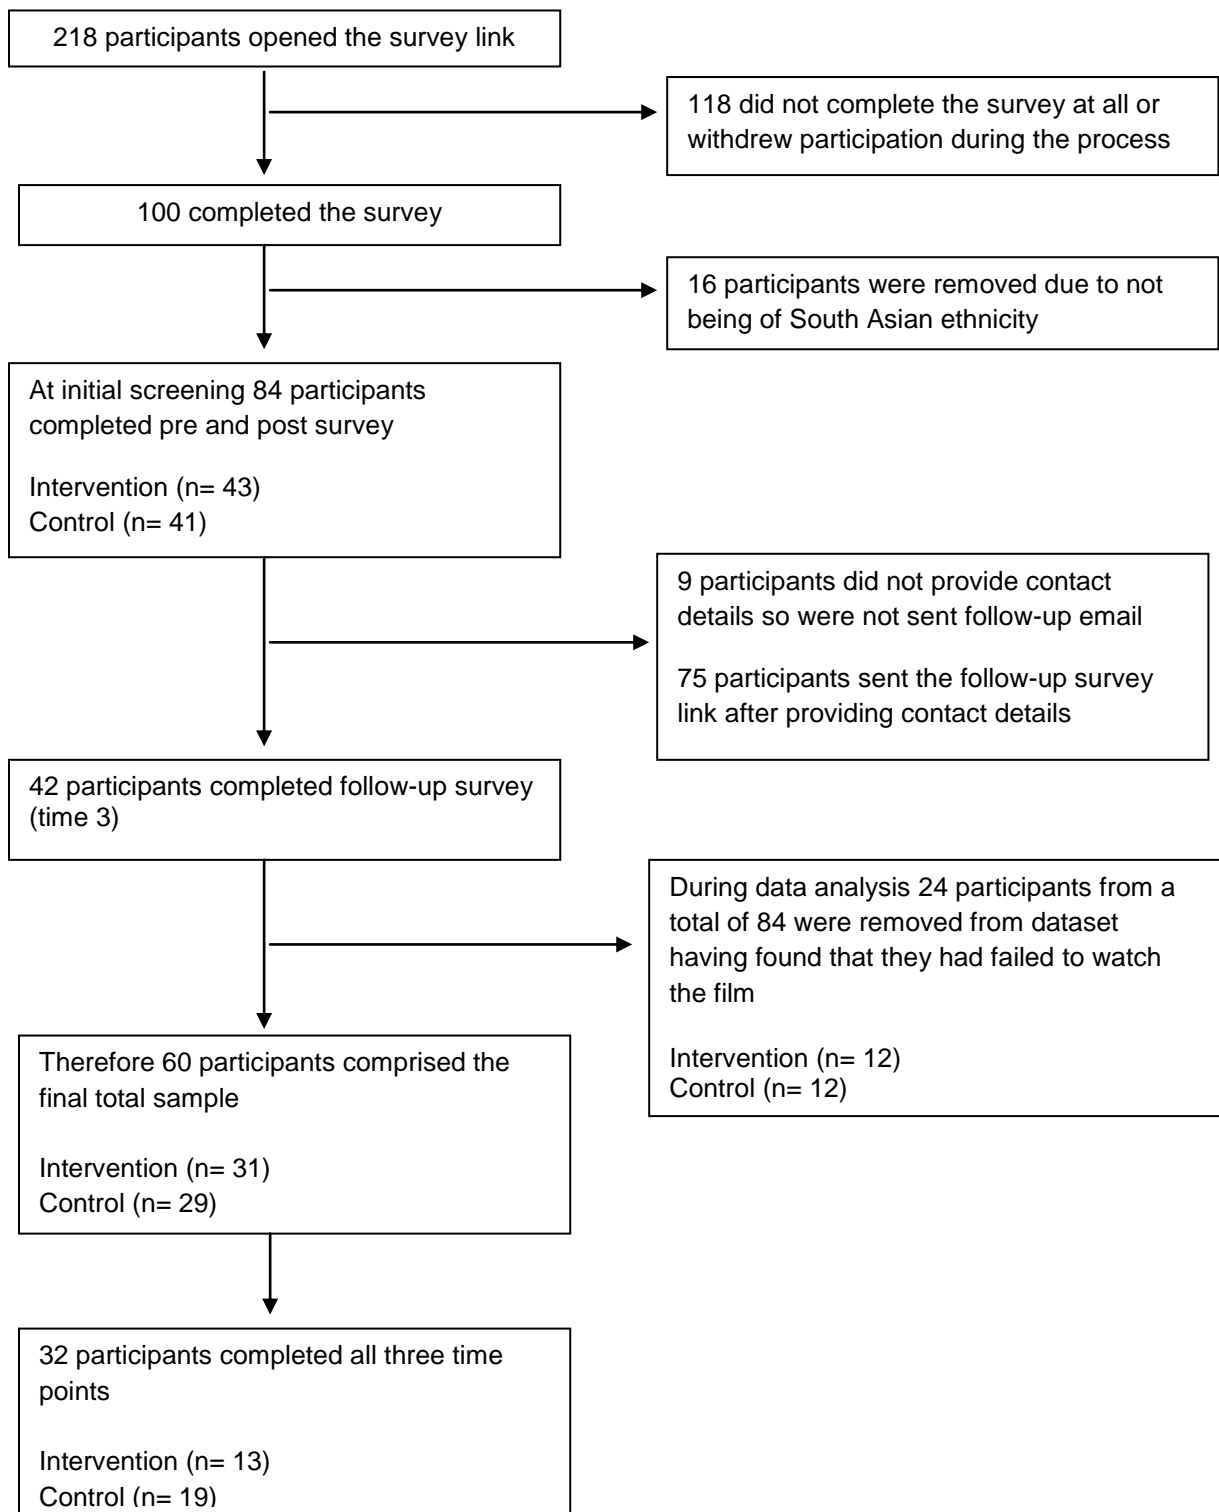 218 participants opened the survey link
118 did not complete the survey at all or
withdrew participation during the process
100 completed the survey
16 participants were removed due to not
being of South Asian ethnicity
At initial screening 84 participants
completed pre and post survey
Intervention (n= 43)
Control (n= 41)
9 participants did not provide contact
details so were not sent follow-up email
75 participants sent the follow-up survey
link after providing contact details
42 participants completed follow-up survey
(time 3)
During data analysis 24 participants from a
total of 84 were removed from dataset
having found that they had failed to watch
the film
Intervention (n= 12)
Control (n= 12)
Therefore 60 participants comprised the
final total sample
Intervention (n= 31)
Control (n= 29)
32 participants completed all three time
points
Intervention (n= 13)
Control (n= 19)